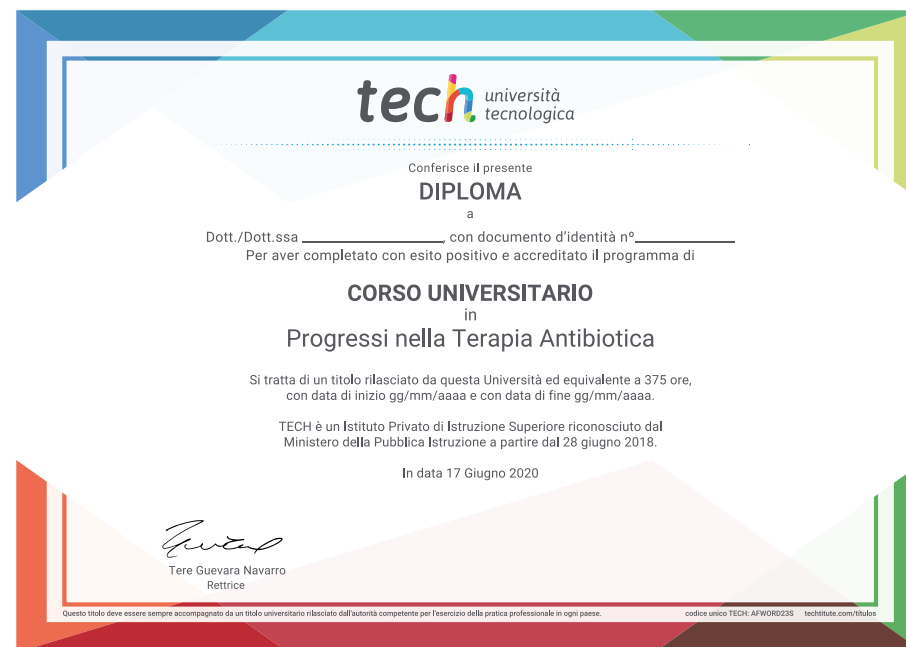 tech università
tecnologica
Conferisce il presente
DIPLOMA
a
Dott./Dott.ssa ____________________, con documento d'identità nº______________
Per aver completato con esito positivo e accreditato il programma di
CORSO UNIVERSITARIO
in
Progressi nella Terapia Antibiotica
Si tratta di un titolo rilasciato da questa Università ed equivalente a 375 ore,
con data di inizio gg/mm/aaaa e con data di fine gg/mm/aaaa.
TECH è un Istituto Privato di Istruzione Superiore riconosciuto dal
Ministero della Pubblica Istruzione a partire dal 28 giugno 2018.
In data 17 Giugno 2020
Tere Guevara Navarro
Rettrice
Questo titolo deve essere sempre accompagnato da un titolo universitario rilasciato dall'autorità competente per l'esercizio della pratica professionale in ogni paese. codice unico TECH: AFWORD23S techtitute.com/títulos